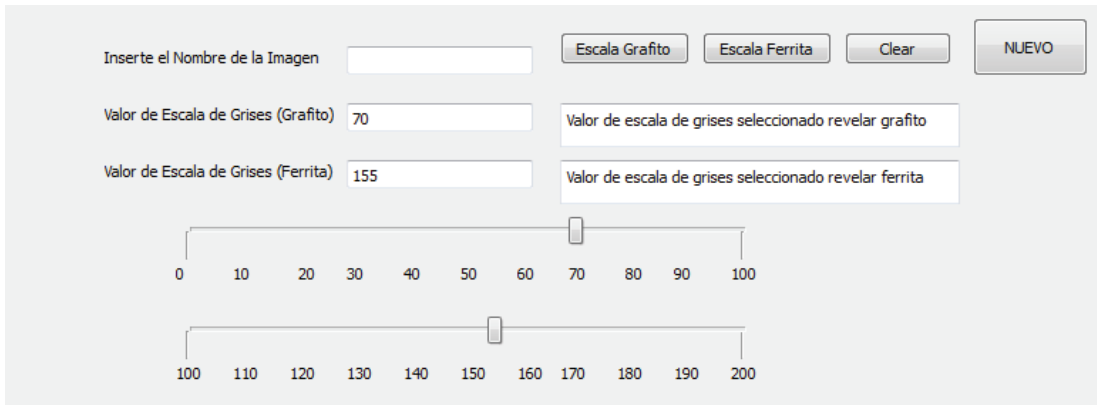 Inserte el Nombre de la Imagen
Escala Grafito
Escala Ferrita
Clear
NUEVO
Valor de Escala de Grises (Grafito)
70
Valor de escala de grises seleccionado revelar grafito
Valor de Escala de Grises (Ferrita)
155
Valor de escala de grises seleccionado revelar ferrita
0 10 20 30 40 50 60 70 80 90 100
100 110 120 130 140 150 160 170 180 190 200